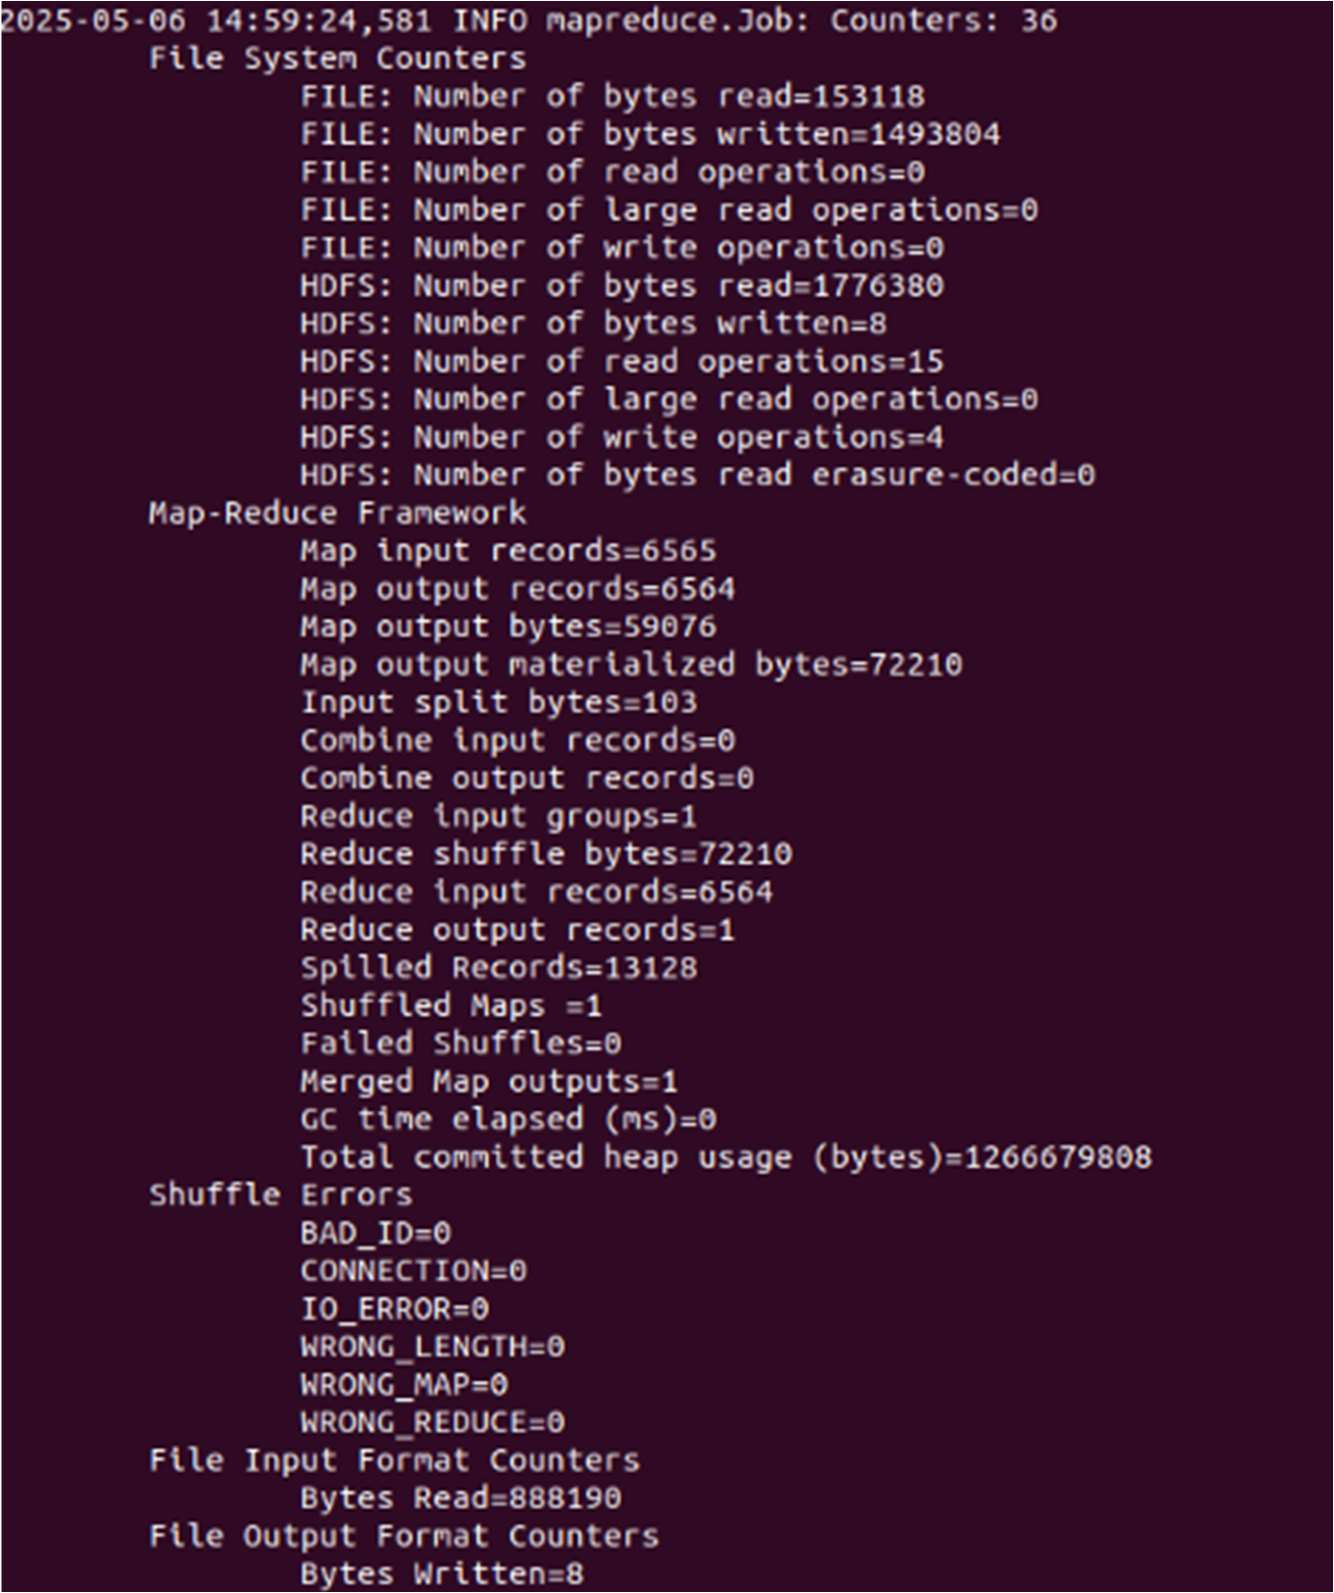 2025-05-06 14:59:24,581 INFO mapreduce.Job: Counters: 36
File System Counters
FILE: Number of bytes read=153118
FILE: Number of bytes written=1493804
FILE: Number of read operations=0
FILE: Number of large read operations=0
FILE: Number of write operations=0
HDFS: Number of bytes read=1776380
HDFS: Number of bytes written=8
HDFS: Number of read operations=15
HDFS: Number of large read operations=0
HDFS: Number of write operations=4
HDFS: Number of bytes read erasure-coded=0
Map-Reduce Framework
Map input records=6565
Map output records=6564
Map output bytes=59076
Map output materialized bytes=72210
Input split bytes=103
Combine input records=0
Combine output records=0
Reduce input groups=1
Reduce shuffle bytes=72210
Reduce input records=6564
Reduce output records=1
Spilled Records=13128
Shuffled Maps =1
Failed Shuffles=0
Merged Map outputs=1
GC time elapsed (ms)=0
Total committed heap usage (bytes)=1266679808
Shuffle Errors
BAD_ID=0
CONNECTION=0
IO_ERROR=0
WRONG_LENGTH=0
WRONG_MAP=0
WRONG_REDUCE=0
File Input Format Counters
Bytes Read=888190
File Output Format Counters
Bytes Written=8